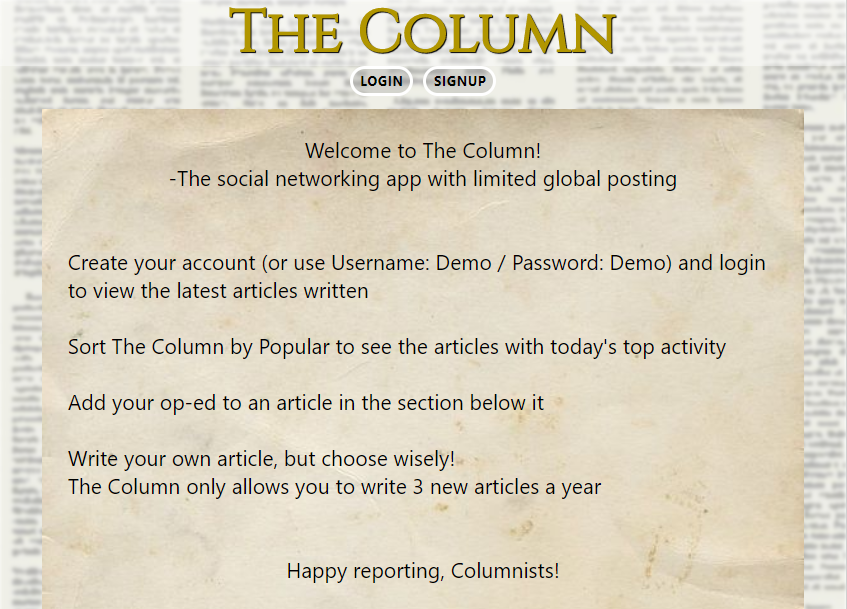 The Column
LOGIN SIGNUP
Welcome to The Column!
-The social networking app with limited global posting
Create your account (or use Username: Demo / Password: Demo) and login
to view the latest articles written
Sort The Column by Popular to see the articles with today's top activity
Add your op-ed to an article in the section below it
Write your own article, but choose wisely!
The Column only allows you to write 3 new articles a year
Happy reporting, Columnists!